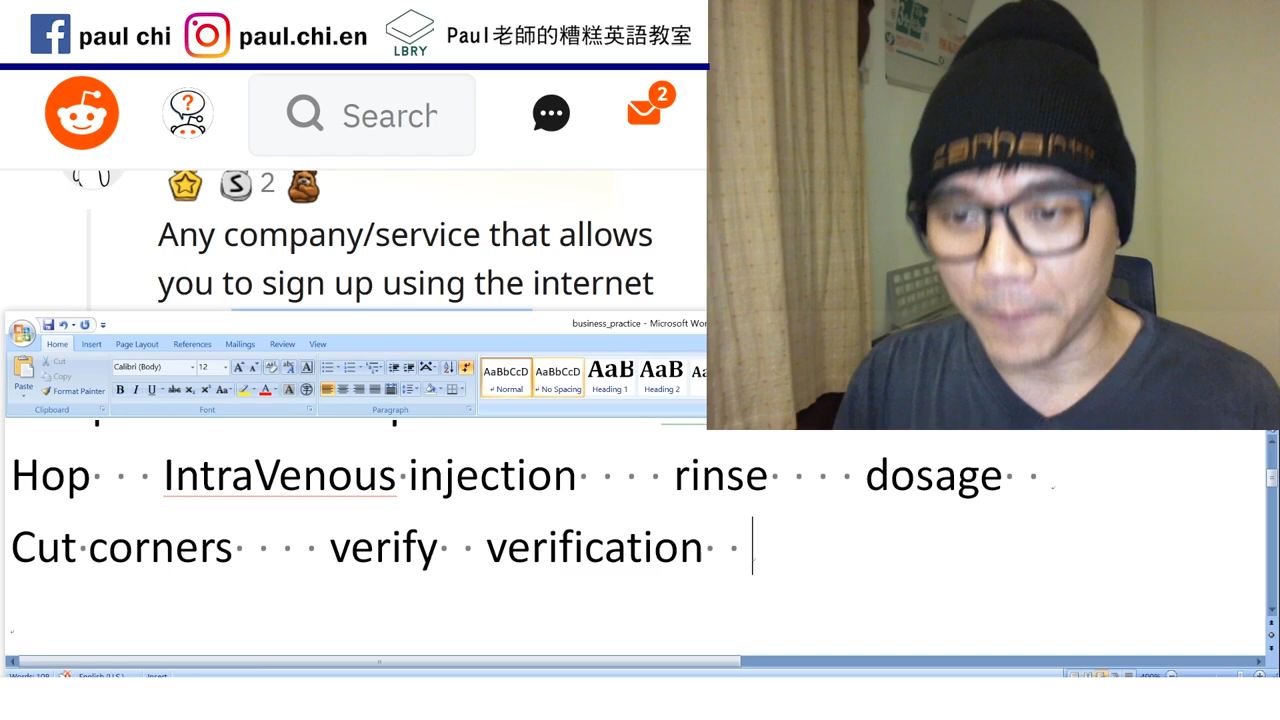 paul chi paul.chi.en LBRY Paul老師的糟糕英語教室
Search
2
2
Any company/service that allows
you to sign up using the internet
business_practice - Microsoft Wor
Home Insert Page Layout References Mailings Review View
Cut
Copy
Format Painter
Paste
Calibri (Body) 12
AaBbCcD AaBbCcD AaB AaB
Normal No Spacing Heading 1 Heading 2
Clipboard Font Paragraph
Hop IntraVenous injection rinse dosage
Cut corners verify verification
carhartt